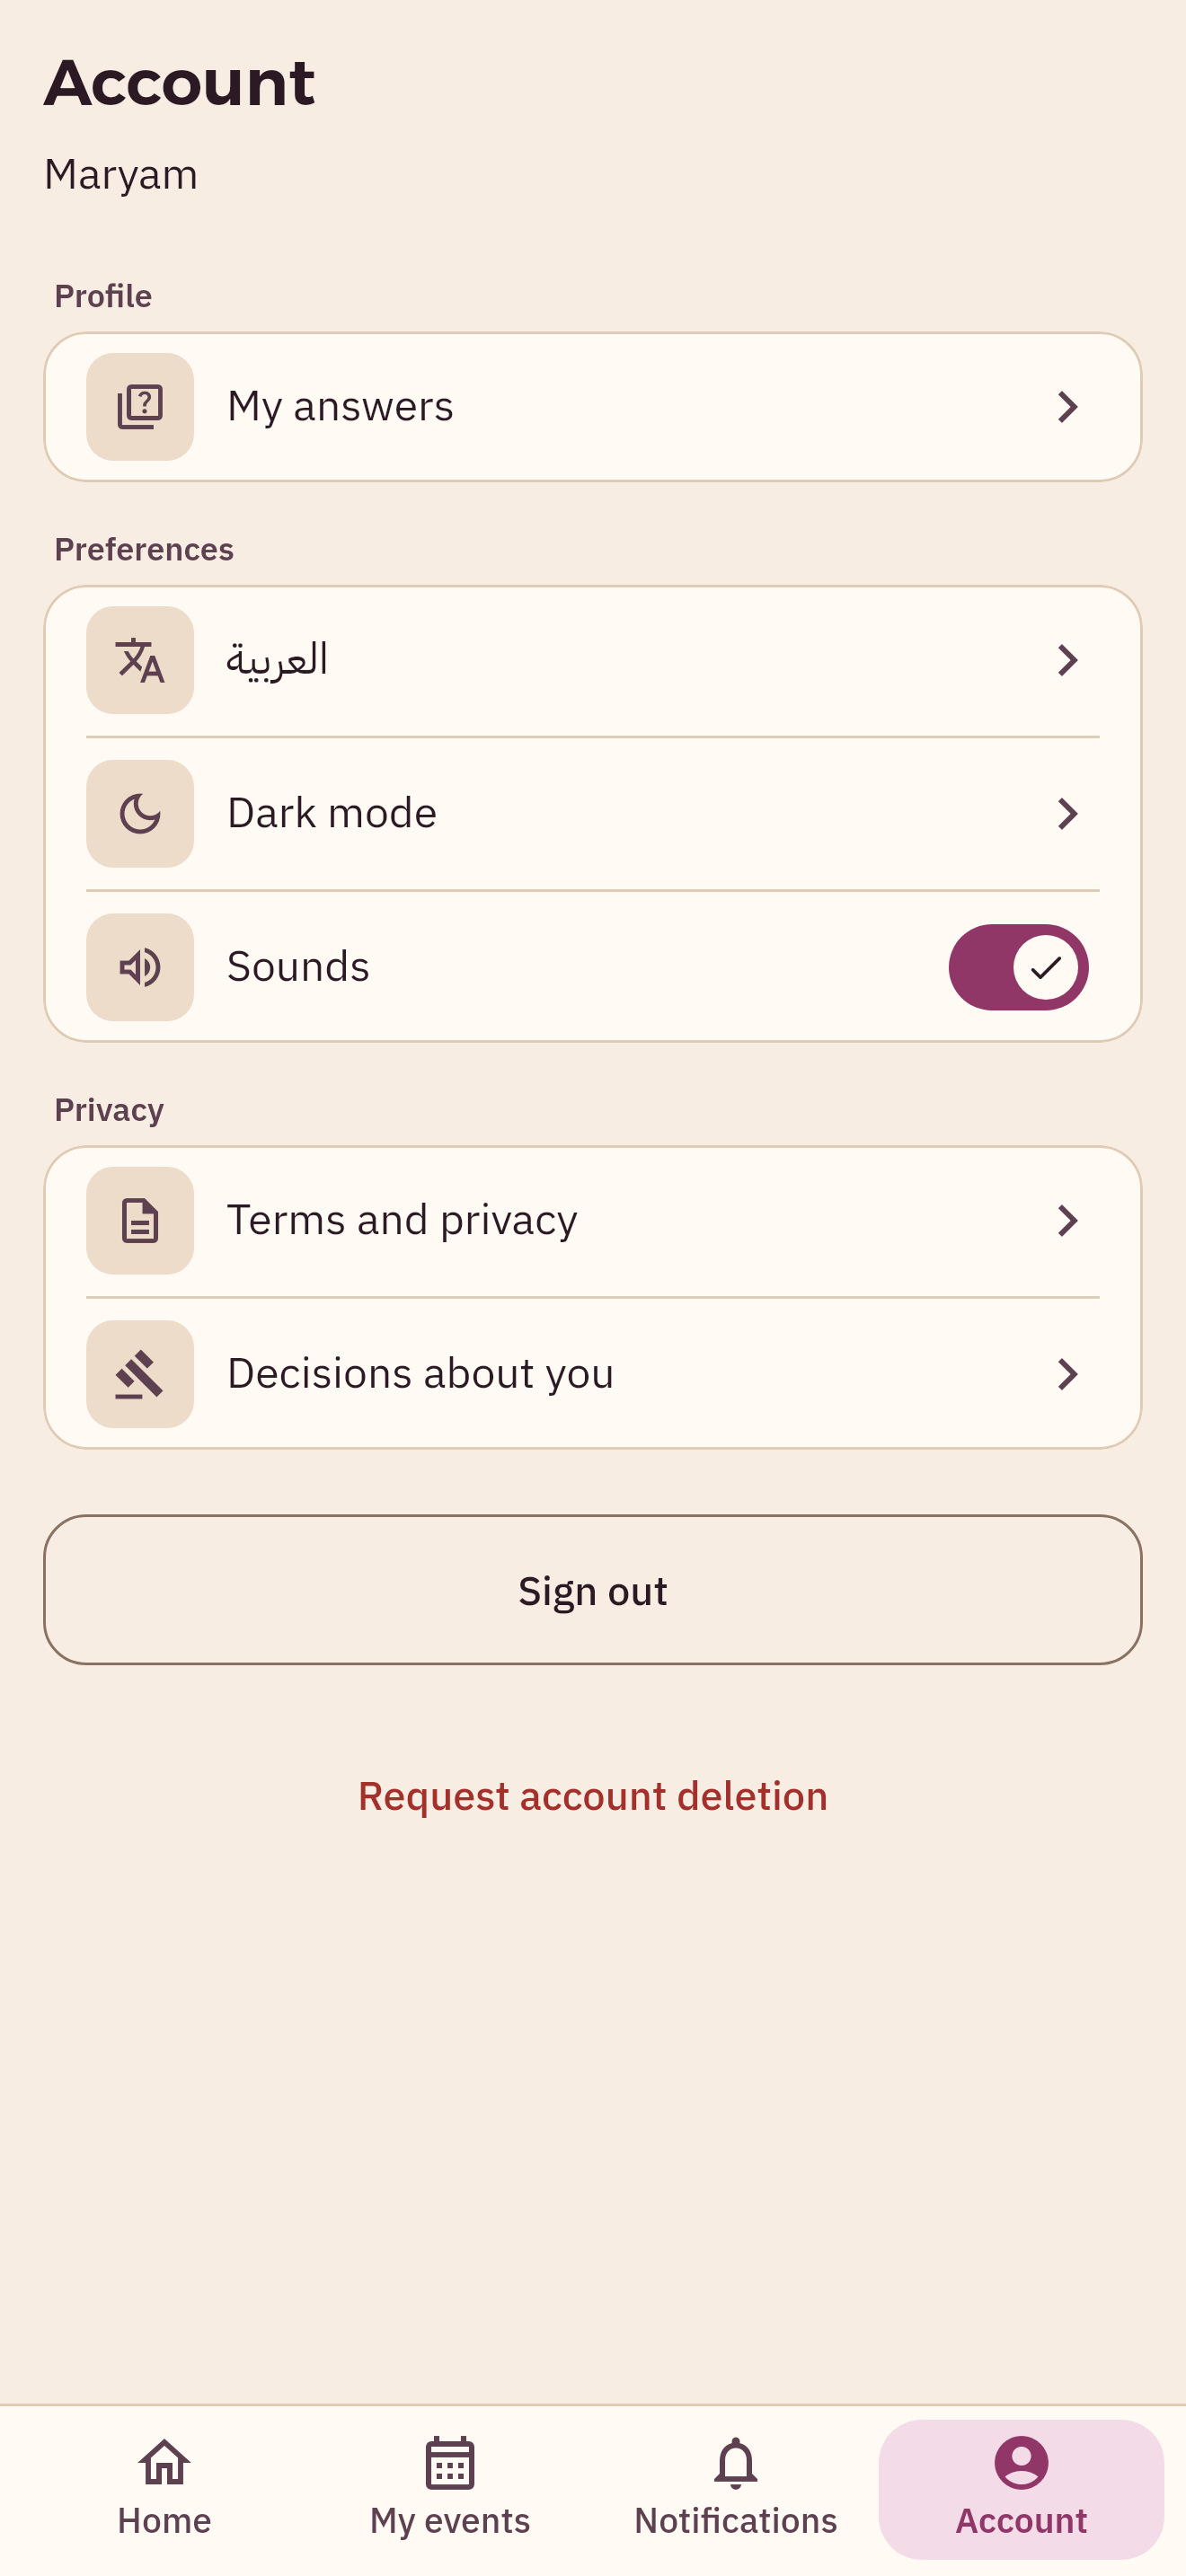 Account
Maryam
Profile
My answers
Preferences
العربية
Dark mode
Sounds
Privacy
Terms and privacy
Decisions about you
Sign out
Request account deletion
Home
My events
Notifications
Account